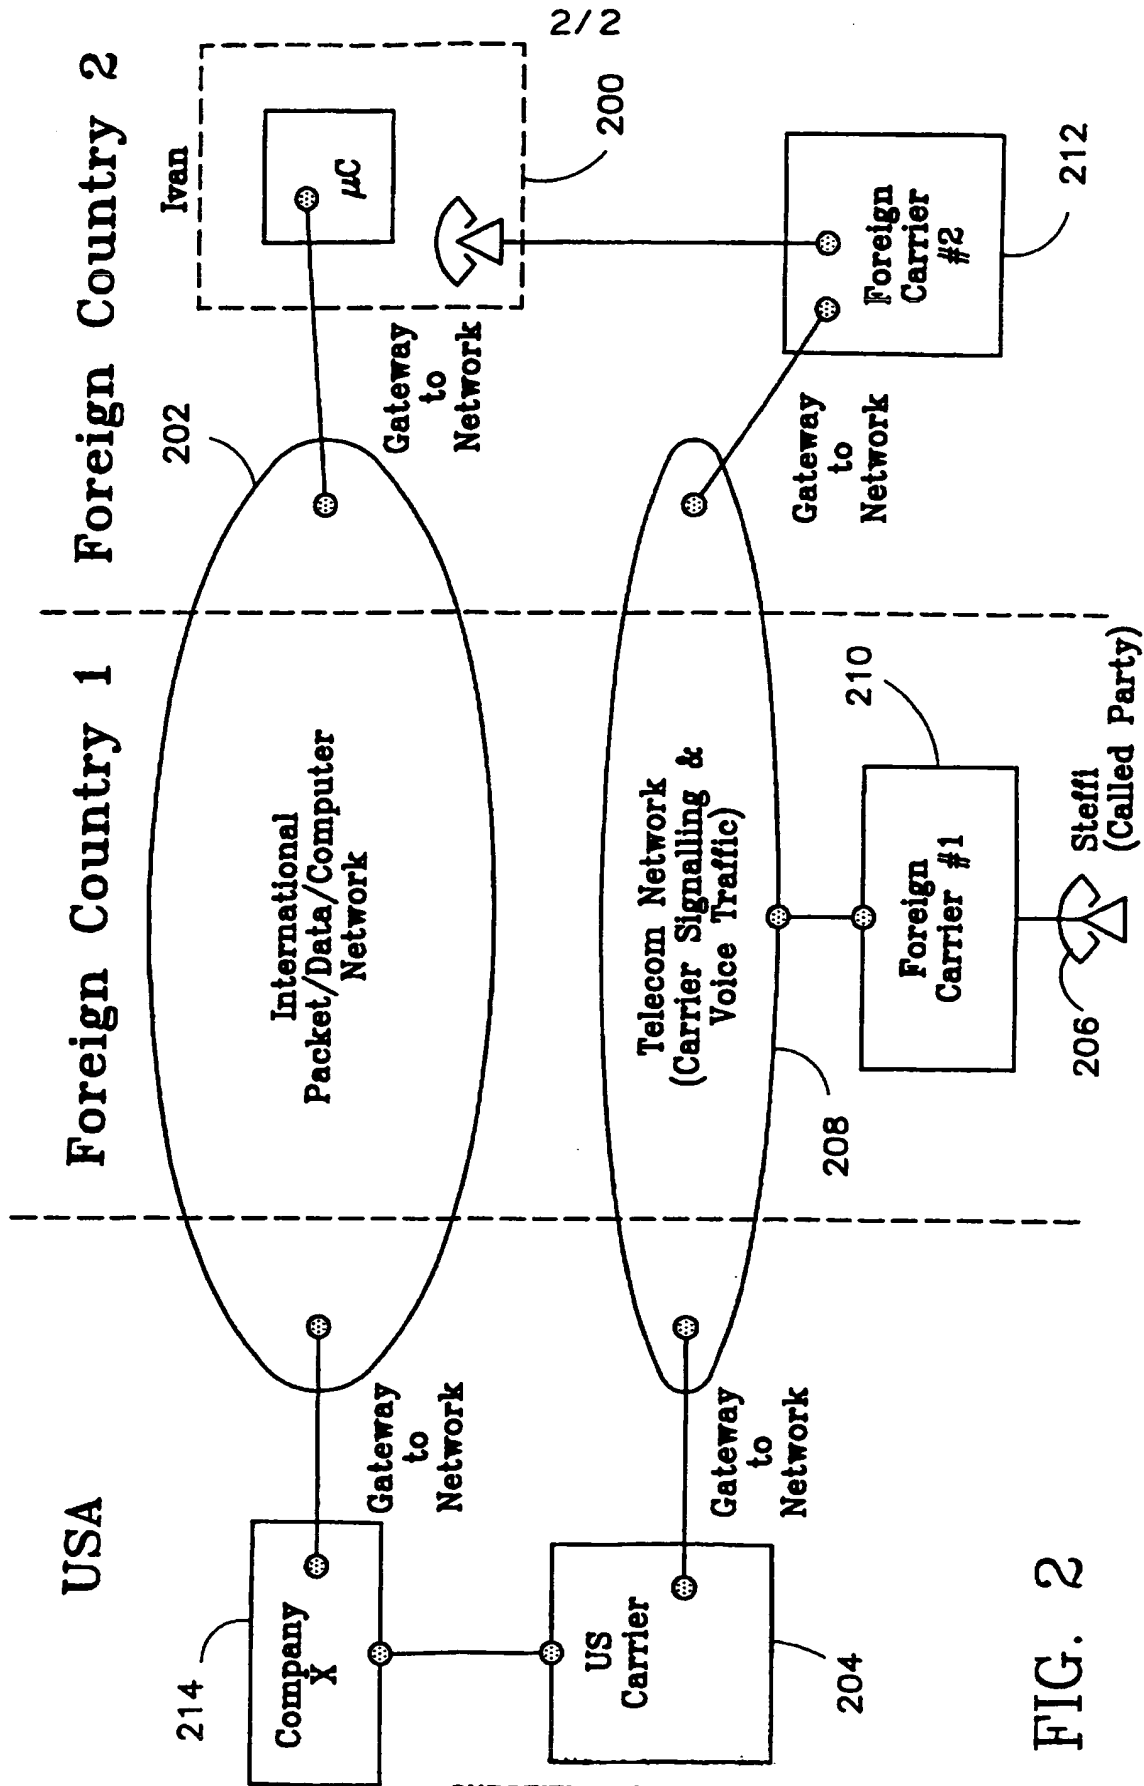 2/2
USA
Foreign Country 1
Foreign Country 2
214
Company
X
Gateway
to
Network
International
Packet/Data/Computer
Network
202
Gateway
to
Network
Ivan
μC
200
US
Carrier
204
Gateway
to
Network
Telecom Network
(Carrier Signalling &
Voice Traffic)
208
Gateway
to
Network
Foreign
Carrier
#2
212
Foreign
Carrier #1
210
206
Steffi
(Called Party)
FIG. 2